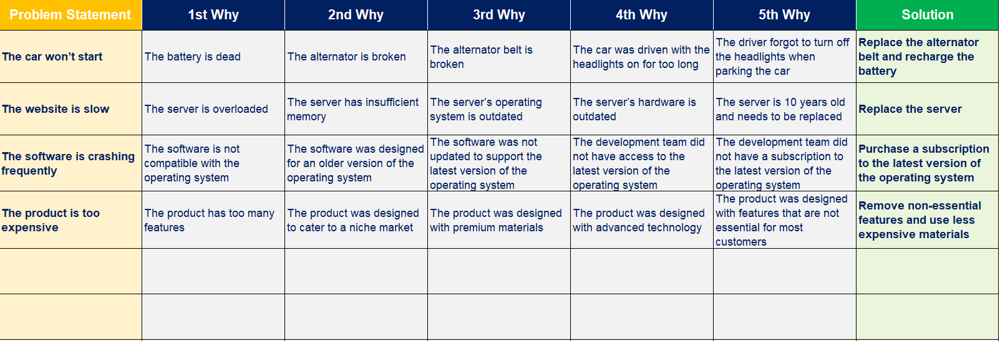 Problem Statement
1st Why
2nd Why
3rd Why
4th Why
5th Why
Solution
The car won’t start
The battery is dead
The alternator is broken
The alternator belt is
broken
The car was driven with the
headlights on for too long
The driver forgot to turn off
the headlights when
parking the car
Replace the alternator
belt and recharge the
battery
The website is slow
The server is overloaded
The server has insufficient
memory
The server’s operating
system is outdated
The server’s hardware is
outdated
The server is 10 years old
and needs to be replaced
Replace the server
The software is crashing
frequently
The software is not
compatible with the
operating system
The software was designed
for an older version of the
operating system
The software was not
updated to support the
latest version of the
operating system
The development team did
not have access to the
latest version of the
operating system
The development team did
not have a subscription to
the latest version of the
operating system
Purchase a subscription
to the latest version of
the operating system
The product is too
expensive
The product has too many
features
The product was designed
to cater to a niche market
The product was designed
with premium materials
The product was designed
with advanced technology
The product was designed
with features that are not
essential for most
customers
Remove non-essential
features and use less
expensive materials